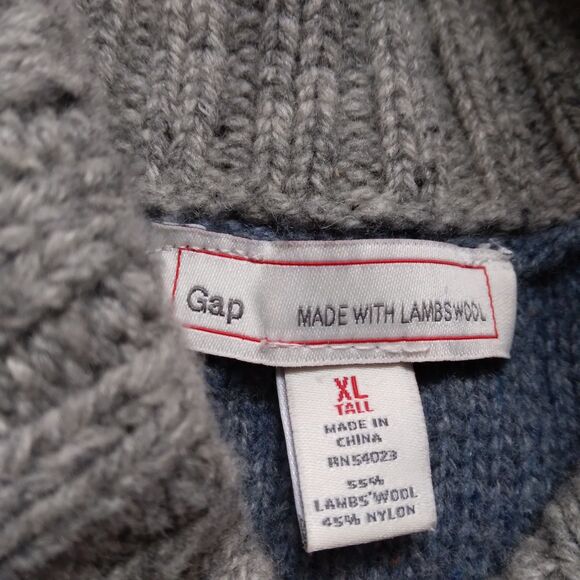 Gap MADE WITH LAMBSWOOL
XL
TALL
MADE IN
CHINA
RN54023
55%
LAMBS'WOOL
45% NYLON